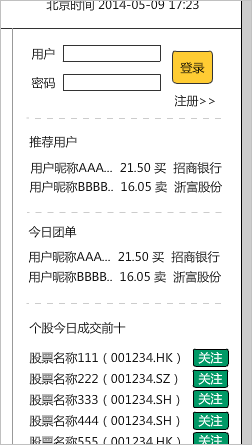 北京时间 2014-05-09 17:23
用户
登录
密码
注册>>
推荐用户
用户昵称AAA... 21.50 买 招商银行
用户昵称BBBB.. 16.05 卖 浙富股份
今日团单
用户昵称AAA... 21.50 买 招商银行
用户昵称BBBB.. 16.05 卖 浙富股份
个股今日成交前十
股票名称111（001234.HK） 关注
股票名称222（001234.SZ） 关注
股票名称333（001234.SH） 关注
股票名称444（001234.SH） 关注
股票名称555（001234.HK） 关注